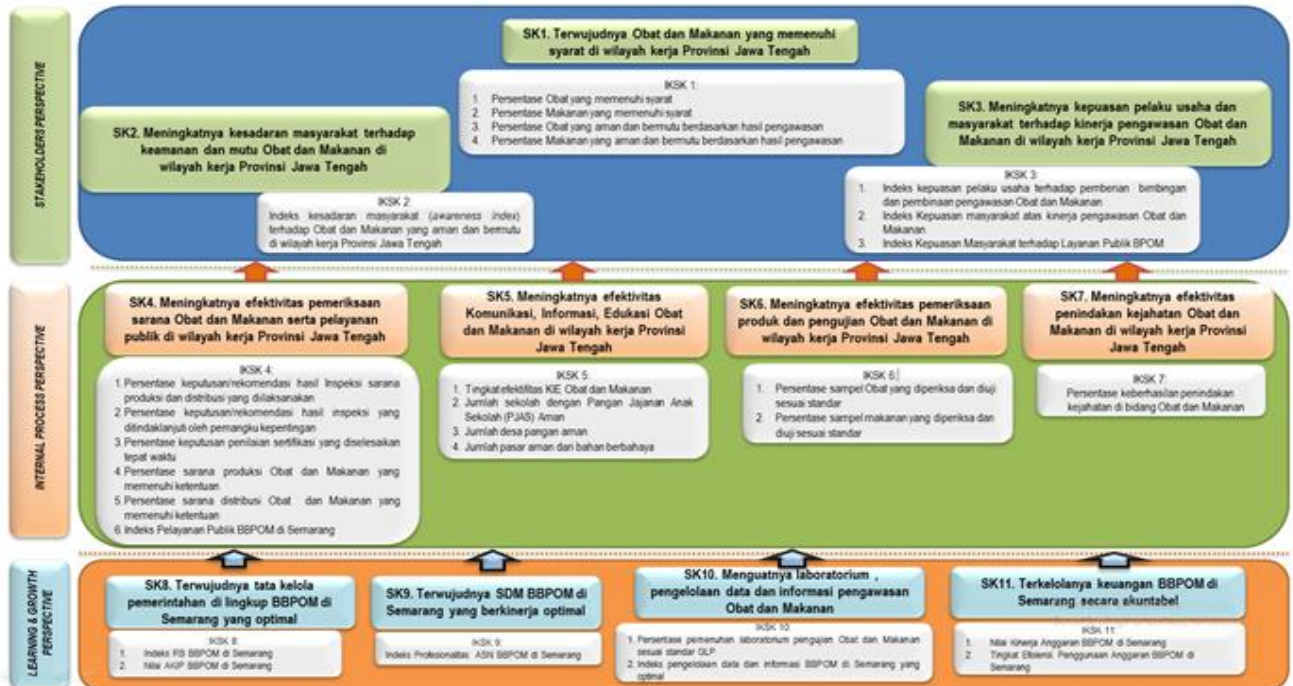 STAKEHOLDERS PERSPECTIVE
SK1. Terwujudnya Obat dan Makanan yang memenuhi
syarat di wilayah kerja Provinsi Jawa Tengah
IKSK 1:
1. Persentase Obat yang memenuhi syarat
2. Persentase Makanan yang memenuhi syarat
3. Persentase Obat yang aman dan bermutu berdasarkan hasil pengawasan
4. Persentase Makanan yang aman dan bermutu berdasarkan hasil pengawasan
SK2. Meningkatnya kesadaran masyarakat terhadap
keamanan dan mutu Obat dan Makanan di
wilayah kerja Provinsi Jawa Tengah
IKSK 2:
Indeks kesadaran masyarakat (awareness index)
terhadap Obat dan Makanan yang aman dan bermutu
di wilayah kerja Provinsi Jawa Tengah
SK3. Meningkatnya kepuasan pelaku usaha dan
masyarakat terhadap kinerja pengawasan Obat dan
Makanan di wilayah kerja Provinsi Jawa Tengah
IKSK 3:
1. Indeks kepuasan pelaku usaha terhadap pemberian bimbingan
dan pembinaan pengawasan Obat dan Makanan
2. Indeks Kepuasan masyarakat atas kinerja pengawasan Obat dan
Makanan
3. Indeks Kepuasan Masyarakat terhadap Layanan Publik BPOM
INTERNAL PROCESS PERSPECTIVE
SK4. Meningkatnya efektivitas pemeriksaan
sarana Obat dan Makanan serta pelayanan
publik di wilayah kerja Provinsi Jawa Tengah
IKSK 4:
1. Persentase keputusan/rekomendasi hasil Inspeksi sarana
produksi dan distribusi yang dilaksanakan
2. Persentase keputusan/rekomendasi hasil inspeksi yang
ditindaklanjuti oleh pemangku kepentingan
3. Persentase keputusan penilaian sertifikasi yang diselesaikan
tepat waktu
4. Persentase sarana produksi Obat dan Makanan yang
memenuhi ketentuan
5. Persentase sarana distribusi Obat dan Makanan yang
memenuhi ketentuan
6. Indeks Pelayanan Publik BBPOM di Semarang
SK5. Meningkatnya efektivitas
Komunikasi, Informasi, Edukasi Obat
dan Makanan di wilayah kerja Provinsi
Jawa Tengah
IKSK 5:
1. Tingkat efektifitas KIE Obat dan Makanan
2. Jumlah sekolah dengan Pangan Jajanan Anak
Sekolah (PJAS) Aman
3. Jumlah desa pangan aman
4. Jumlah pasar aman dan bahan berbahaya
SK6. Meningkatnya efektivitas pemeriksaan
produk dan pengujian Obat dan Makanan di
wilayah kerja Provinsi Jawa Tengah
IKSK 6:
1. Persentase sampel Obat yang diperiksa dan diuji
sesuai standar
2. Persentase sampel makanan yang diperiksa dan
diuji sesuai standar
SK7. Meningkatnya efektivitas
penindakan kejahatan Obat dan
Makanan di wilayah kerja Provinsi
Jawa Tengah
IKSK 7:
Persentase keberhasilan penindakan
kejahatan di bidang Obat dan Makanan
LEARNING & GROWTH
PERSPECTIVE
SK8. Terwujudnya tata kelola
pemerintahan di lingkup BBPOM di
Semarang yang optimal
IKSK 8:
1. Indeks RB BBPOM di Semarang
2. Nilai AKIP BBPOM di Semarang
SK9. Terwujudnya SDM BBPOM di
Semarang yang berkinerja optimal
IKSK 9:
Indeks Profesionalitas ASN BBPOM di Semarang
SK10. Menguatnya laboratorium ,
pengelolaan data dan informasi pengawasan
Obat dan Makanan
IKSK 10:
1. Persentase pemenuhan laboratorium pengujian Obat dan Makanan
sesuai standar GLP
2. Indeks pengelolaan data dan informasi BBPOM di Semarang yang
optimal
SK11. Terkelolanya keuangan BBPOM di
Semarang secara akuntabel
IKSK 11:
1. Nilai Kinerja Anggaran BBPOM di Semarang
2. Tingkat Efisiensi Penggunaan Anggaran BBPOM di
Semarang